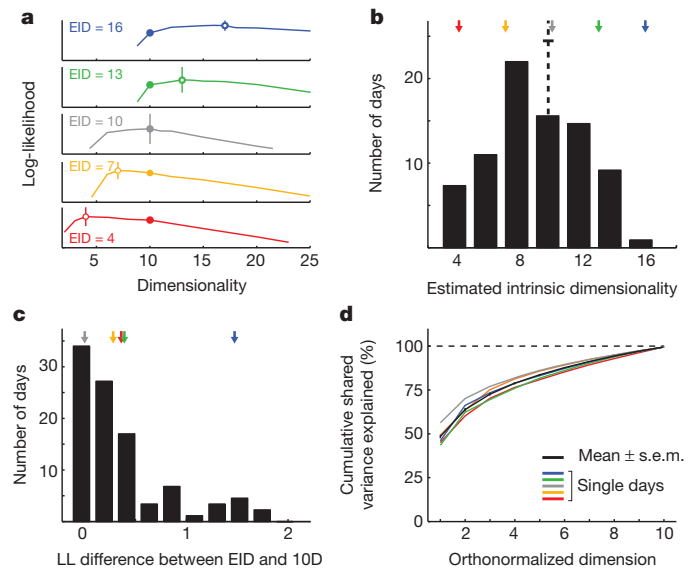 a
Log-likelihood
EID = 16
EID = 13
EID = 10
EID = 7
EID = 4
5 10 15 20 25
Dimensionality
b
Number of days
20
10
4 8 12 16
Estimated intrinsic dimensionality
c
Number of days
30
20
10
0 1 2
LL difference between EID and 10D
d
Cumulative shared
variance explained (%)
100
75
50
25
0
2 4 6 8 10
Orthonormalized dimension
Mean ± s.e.m.
Single days